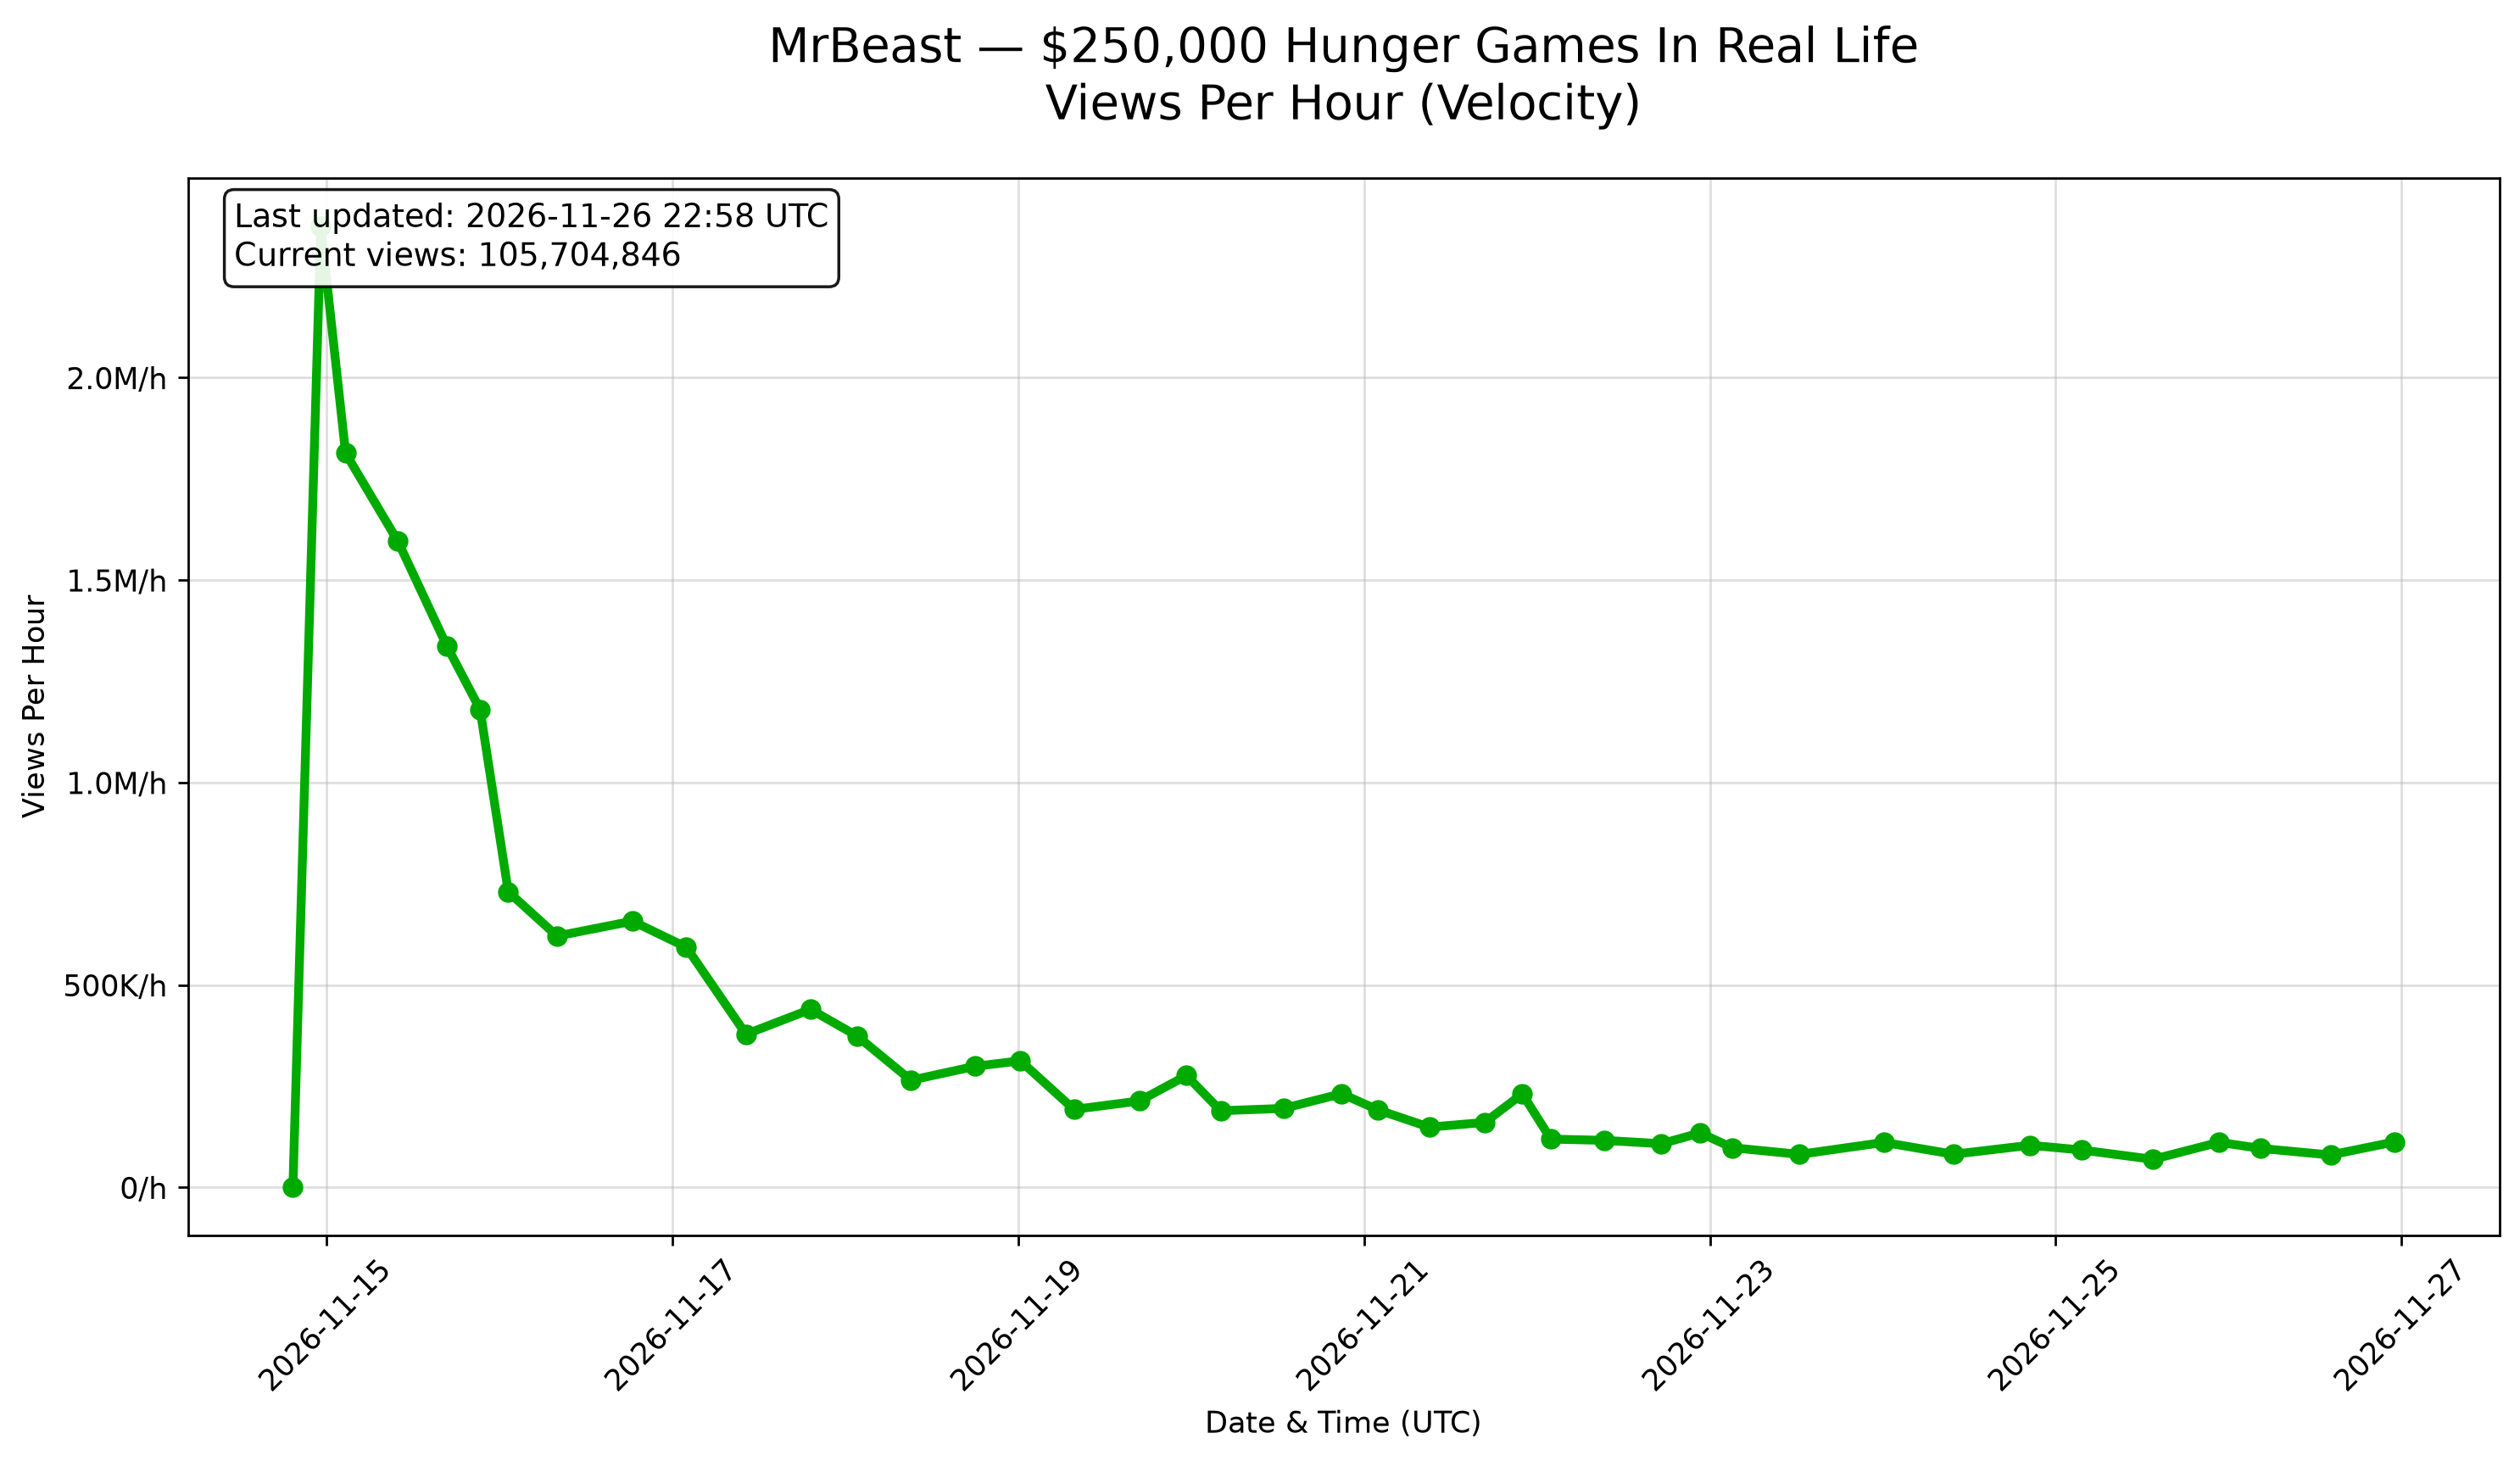 MrBeast — $250,000 Hunger Games In Real Life
Views Per Hour (Velocity)
Last updated: 2026-11-26 22:58 UTC
Current views: 105,704,846
Views Per Hour
2.0M/h
1.5M/h
1.0M/h
500K/h
0/h
2026-11-15
2026-11-17
2026-11-19
2026-11-21
2026-11-23
2026-11-25
2026-11-27
Date & Time (UTC)